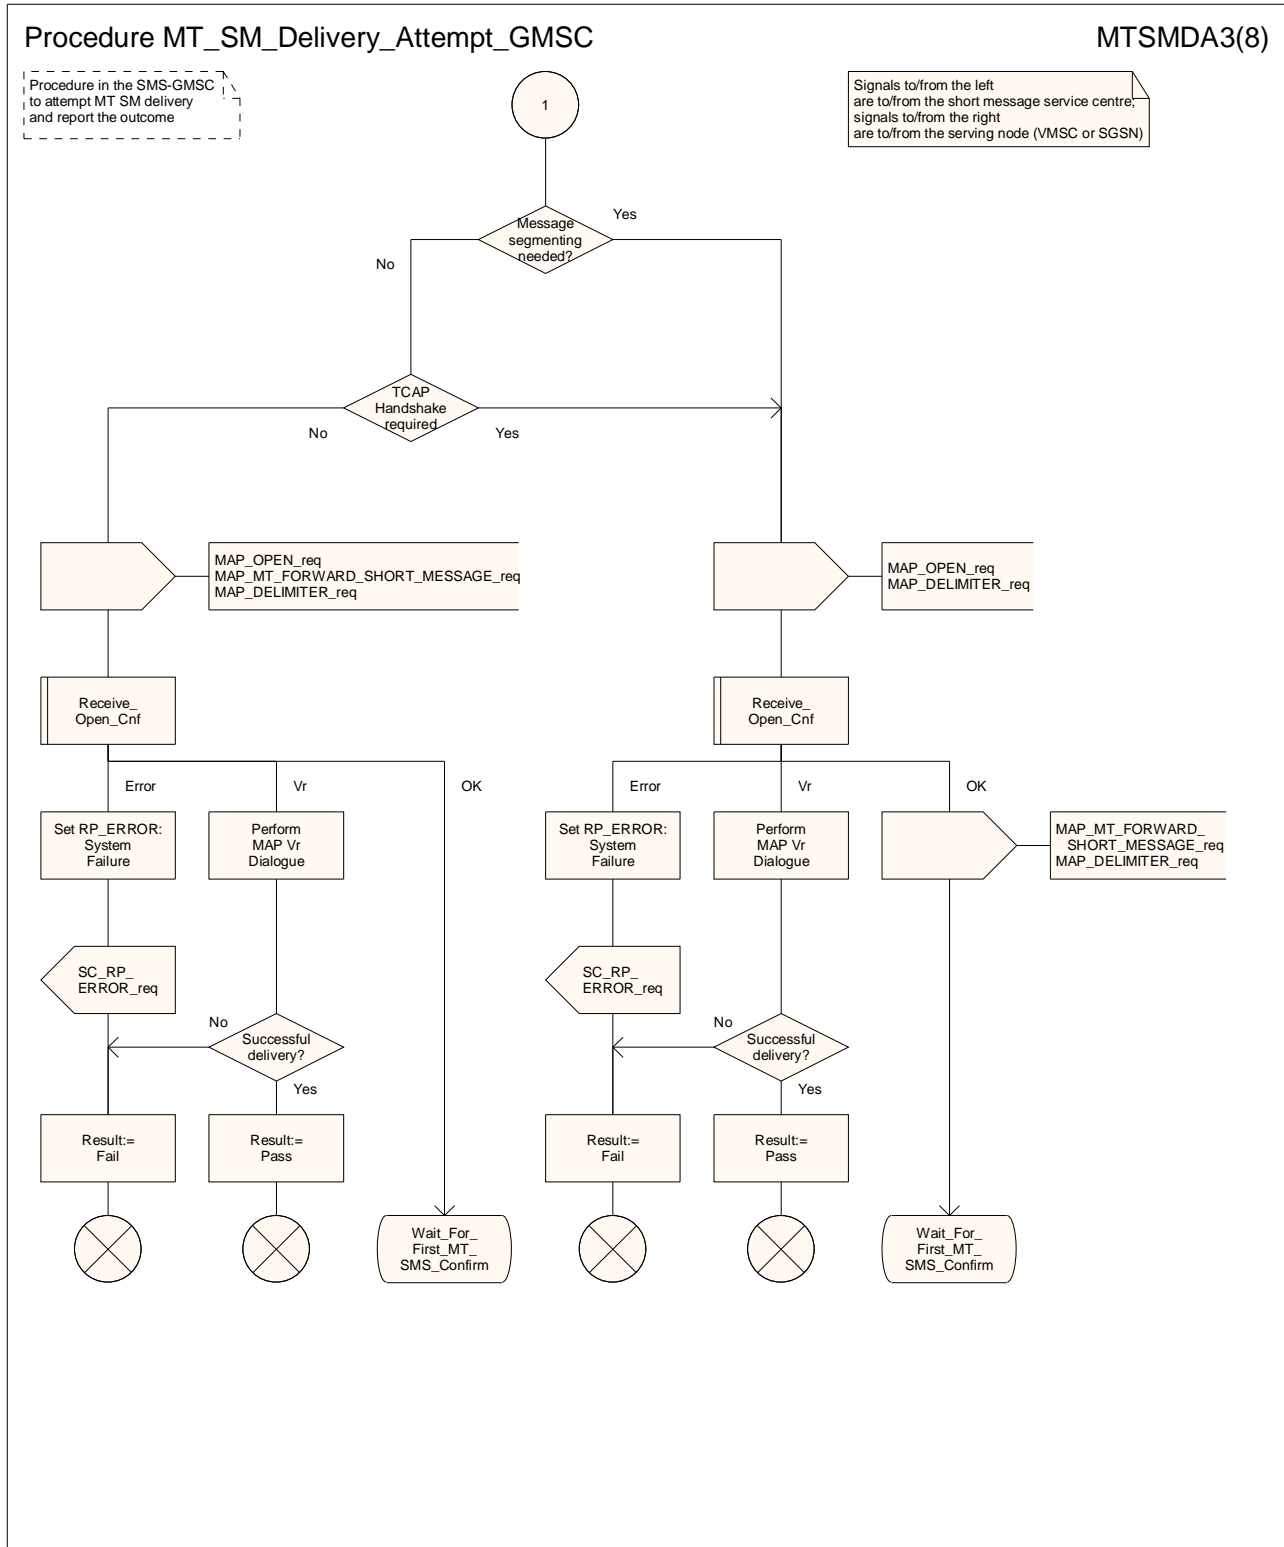 Procedure MT_SM_Delivery_Attempt_GMSC
MTSMDA3(8)
Procedure in the SMS-GMSC
to attempt MT SM delivery
and report the outcome
1
Signals to/from the left
are to/from the short message service centre;
signals to/from the right
are to/from the serving node (VMSC or SGSN)
Message
segmenting
needed?
Yes
No
TCAP
Handshake
required
No
Yes
MAP_OPEN_req
MAP_MT_FORWARD_SHORT_MESSAGE_req
MAP_DELIMITER_req
MAP_OPEN_req
MAP_DELIMITER_req
Receive_
Open_Cnf
Receive_
Open_Cnf
Error
Vr
OK
Error
Vr
OK
Set RP_ERROR:
System
Failure
Perform
MAP Vr
Dialogue
Set RP_ERROR:
System
Failure
Perform
MAP Vr
Dialogue
MAP_MT_FORWARD_
SHORT_MESSAGE_req
MAP_DELIMITER_req
SC_RP_
ERROR_req
SC_RP_
ERROR_req
No
Successful
delivery?
Yes
No
Successful
delivery?
Yes
Result:=
Fail
Result:=
Pass
Result:=
Fail
Result:=
Pass
Wait_For_
First_MT_
SMS_Confirm
Wait_For_
First_MT_
SMS_Confirm